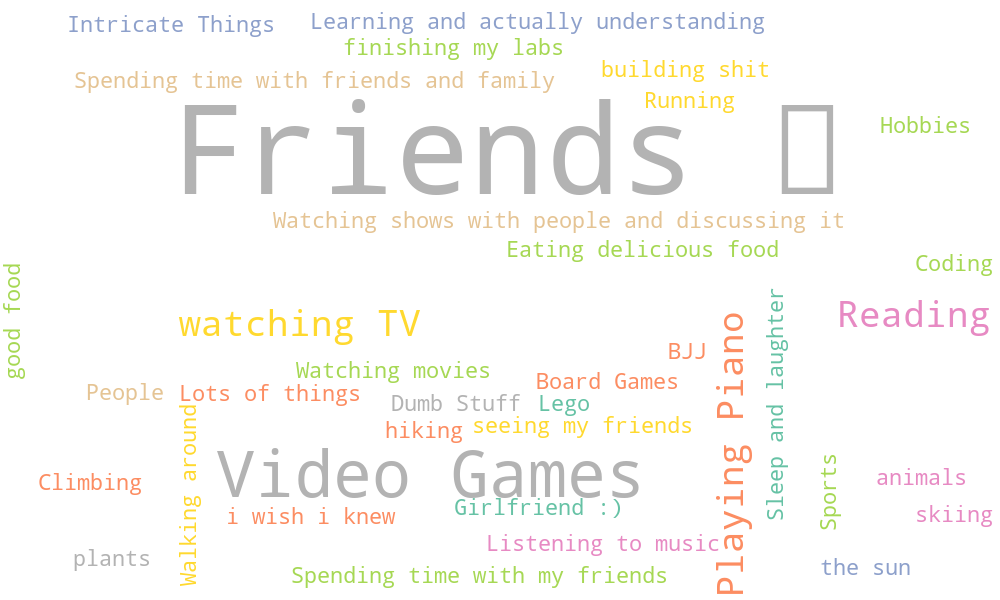 Intricate Things
Learning and actually understanding
finishing my labs
Spending time with friends and family
building shit
Running
Friends
Hobbies
Watching shows with people and discussing it
Eating delicious food
Coding
good food
watching TV
Reading
Playing Piano
Sleep and laughter
BJJ
Watching movies
Board Games
People
Lots of things
Dumb Stuff
Lego
hiking
seeing my friends
Walking around
Video Games
Climbing
Sports
animals
Girlfriend :)
i wish i knew
skiing
Listening to music
plants
Spending time with my friends
the sun